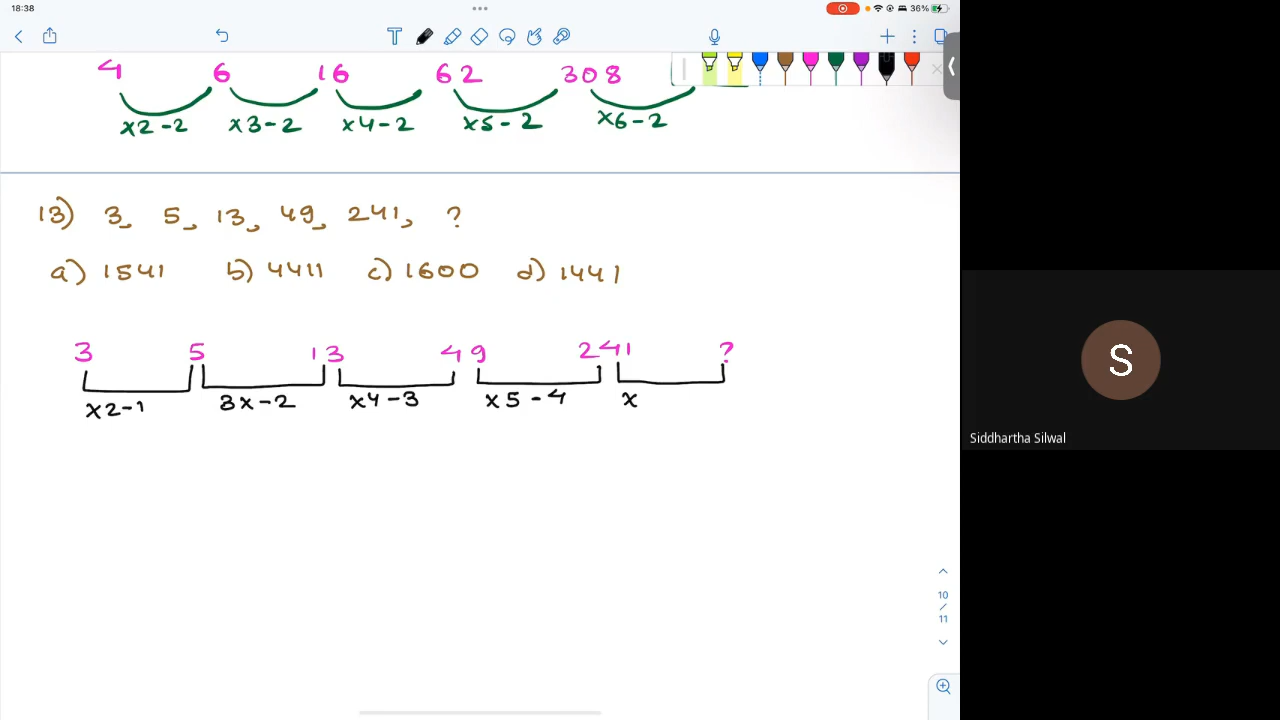 18:38
36%
T
4 6 16 62 308
x2-2 x3-2 x4-2 x5-2 x6-2
13) 3, 5, 13, 49, 241, ?
a) 1541 b) 4411 c) 1600 d) 1441
3 5 13 49 241 ?
x2-1 3x-2 x4-3 x5-4 x
S
Siddhartha Silwal
10
/
11